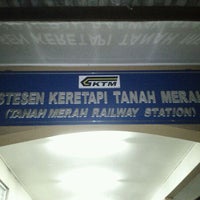 KTM
STESEN KERETAPI TANAH MERAH
(TANAH MERAH RAILWAY STATION)